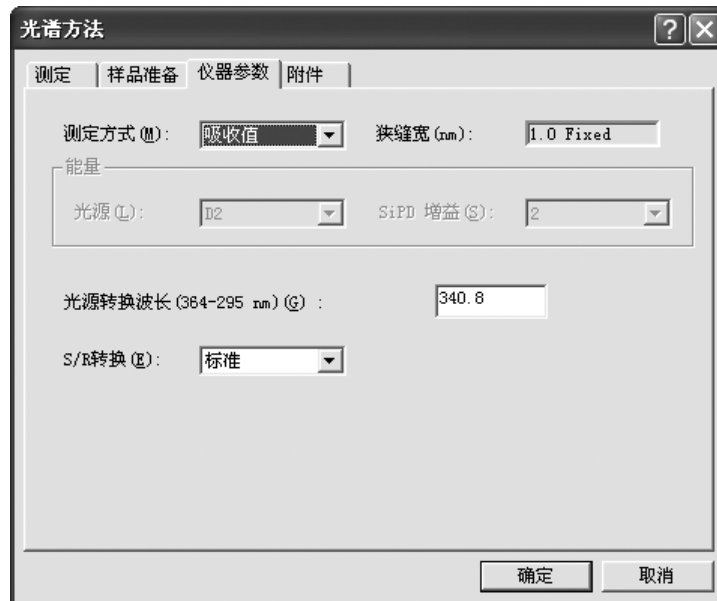 光谱方法
测定 样品准备 仪器参数 附件
测定方式(M): 吸收值 狭缝宽(nm): 1.0 Fixed
能量
光源(L): D2 SiPD 增益(S): 2
光源转换波长(364-295 nm)(G) : 340.8
S/R转换(E): 标准
确定 取消